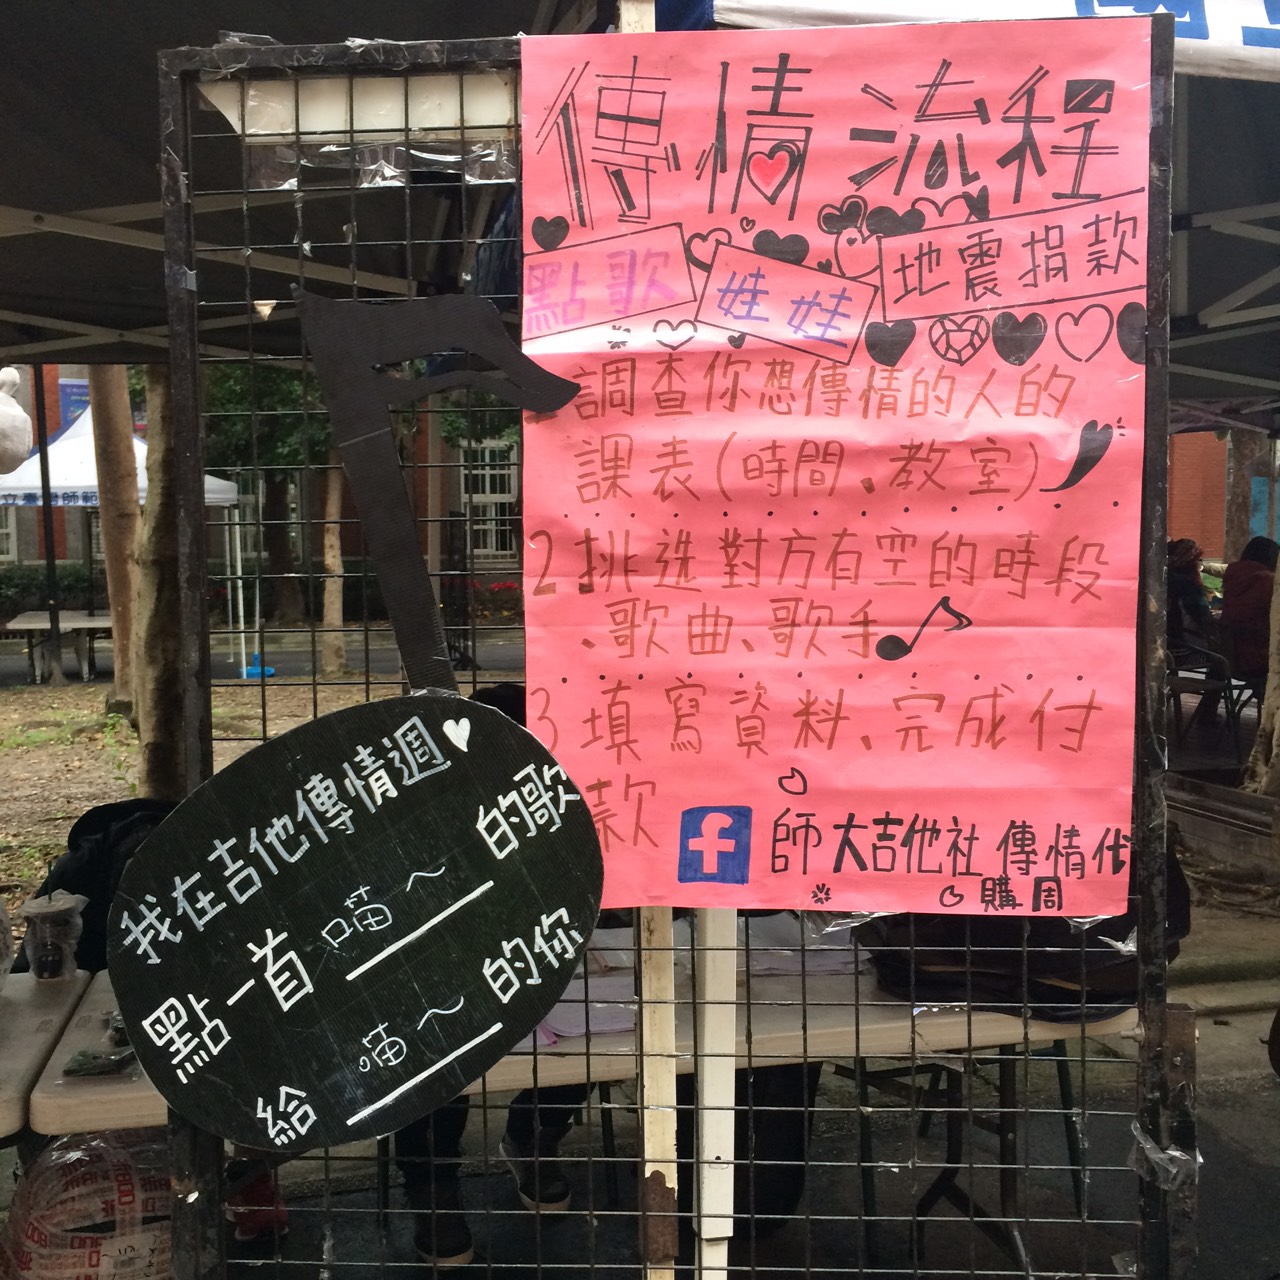 傳情流程
點歌
娃娃
地震捐款
調查你想傳情的人的
課表(時間、教室)
2.挑选對方有空的時段
、歌曲、歌手
3填寫資料、完成付
款
f 師大吉他社傳情代
購周
我在吉他傳情週
點一首 喵～ 的歌
給 喵～ 的你
立臺灣師範